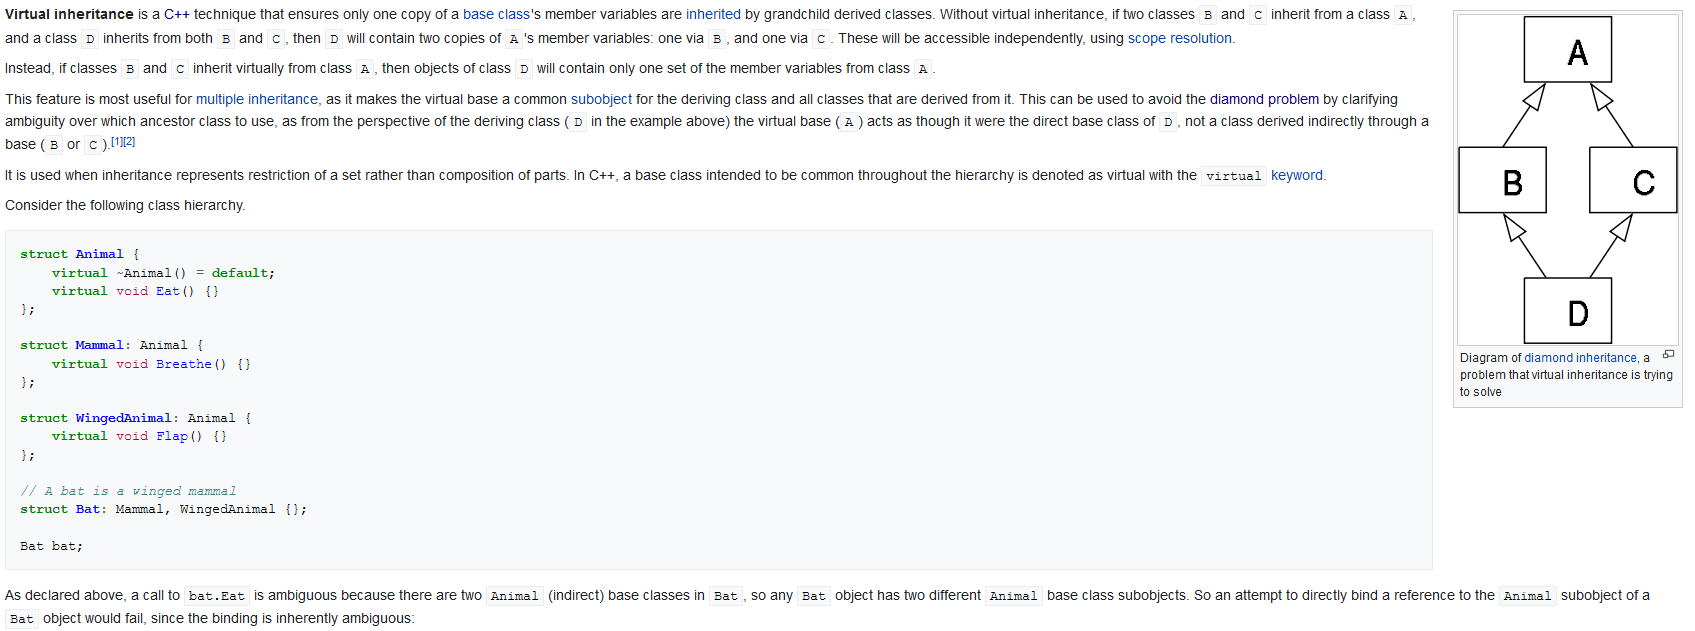 Virtual inheritance is a C++ technique that ensures only one copy of a base class's member variables are inherited by grandchild derived classes. Without virtual inheritance, if two classes B and C inherit from a class A,
and a class D inherits from both B and C, then D will contain two copies of A's member variables: one via B, and one via C. These will be accessible independently, using scope resolution.
Instead, if classes B and C inherit virtually from class A, then objects of class D will contain only one set of the member variables from class A.
This feature is most useful for multiple inheritance, as it makes the virtual base a common subobject for the deriving class and all classes that are derived from it. This can be used to avoid the diamond problem by clarifying
ambiguity over which ancestor class to use, as from the perspective of the deriving class (D in the example above) the virtual base (A) acts as though it were the direct base class of D, not a class derived indirectly through a
base (B or C).[1][2]
It is used when inheritance represents restriction of a set rather than composition of parts. In C++, a base class intended to be common throughout the hierarchy is denoted as virtual with the virtual keyword.
Consider the following class hierarchy.
struct Animal {
    virtual ~Animal() = default;
    virtual void Eat() {}
};
struct Mammal: Animal {
    virtual void Breathe() {}
};
struct WingedAnimal: Animal {
    virtual void Flap() {}
};
// A bat is a winged mammal
struct Bat: Mammal, WingedAnimal {};
Bat bat;
As declared above, a call to bat.Eat is ambiguous because there are two Animal (indirect) base classes in Bat, so any Bat object has two different Animal base class subobjects. So an attempt to directly bind a reference to the Animal subobject of a
Bat object would fail, since the binding is inherently ambiguous:
A
B C
D
Diagram of diamond inheritance, a
problem that virtual inheritance is trying
to solve